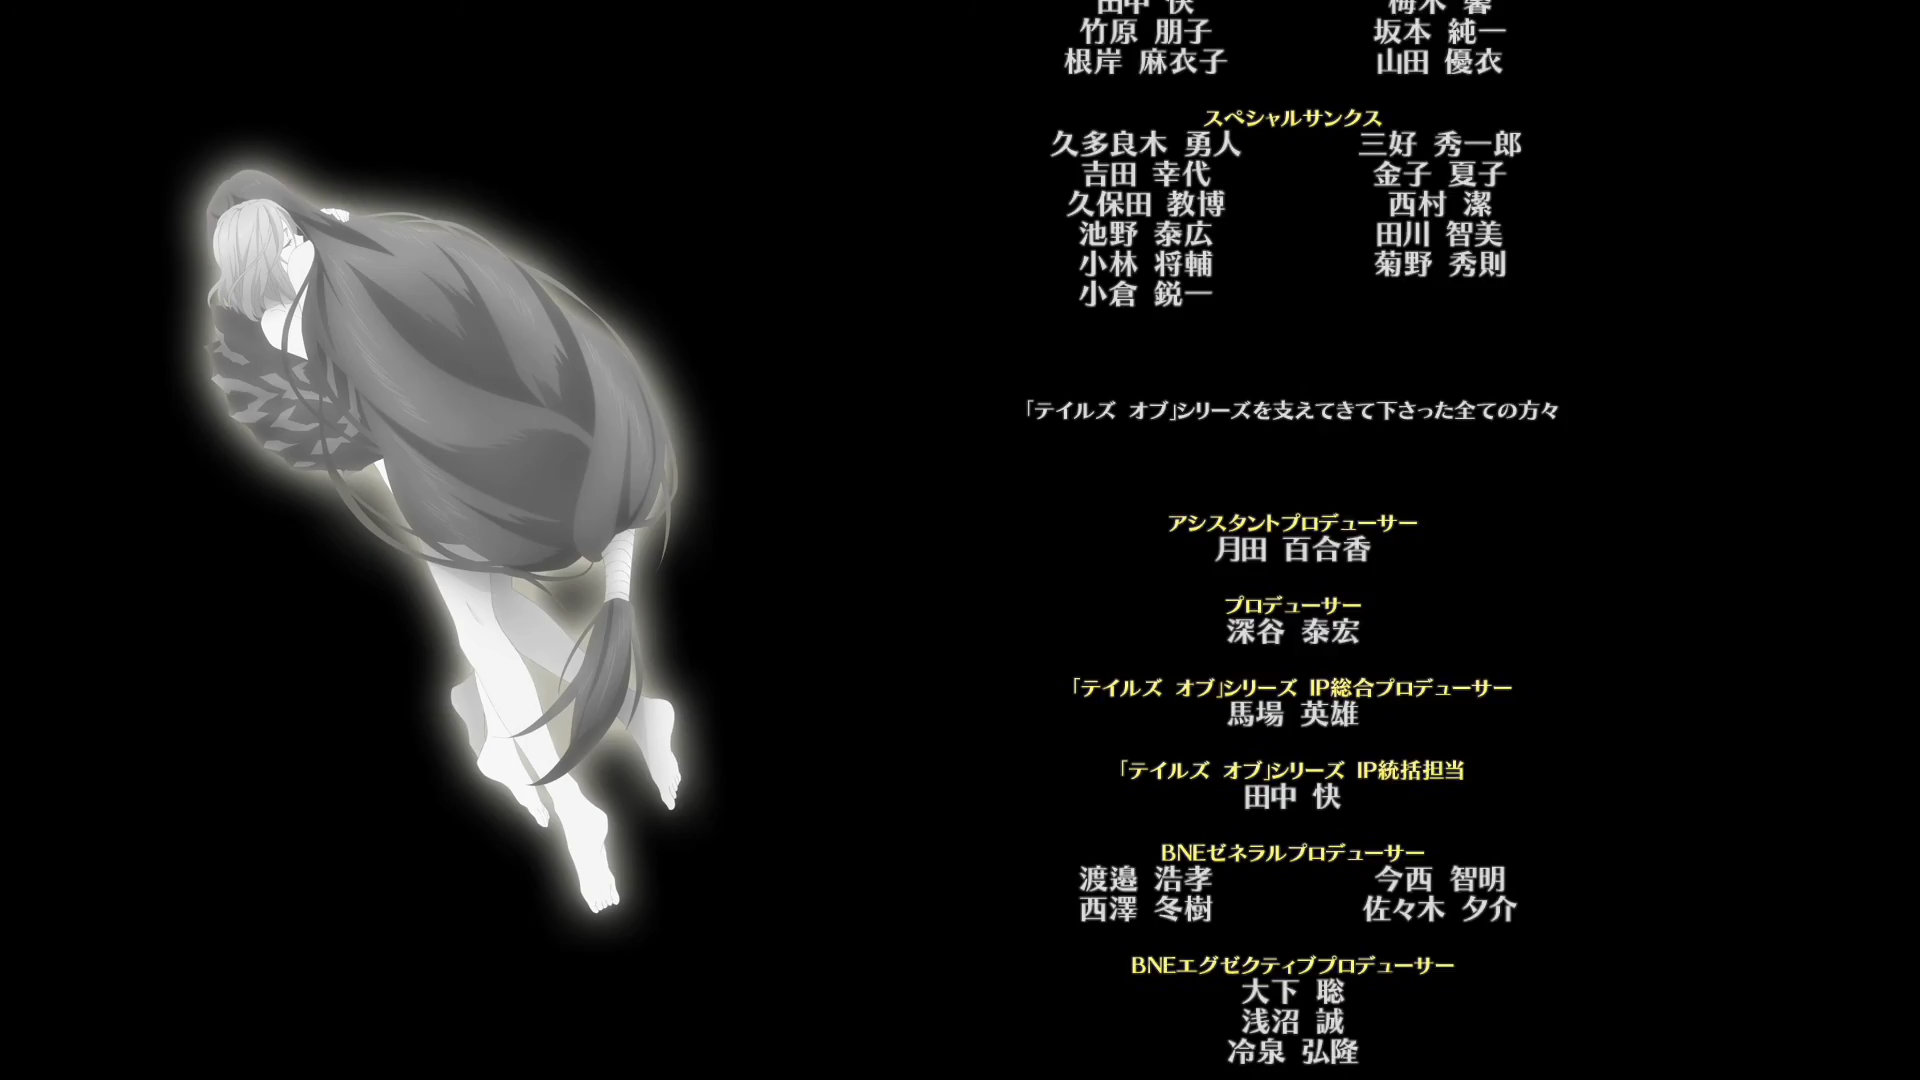 田中 快 梅木 馨
竹原 朋子 坂本 純一
根岸 麻衣子 山田 優衣
スペシャルサンクス
久多良木 勇人 三好 秀一郎
吉田 幸代 金子 夏子
久保田 教博 西村 潔
池野 泰広 田川 智美
小林 将輔 菊野 秀則
小倉 鋭一
「テイルズ オブ」シリーズを支えてきて下さった全ての方々
アシスタントプロデューサー
月田 百合香
プロデューサー
深谷 泰宏
「テイルズ オブ」シリーズ IP総合プロデューサー
馬場 英雄
「テイルズ オブ」シリーズ IP統括担当
田中 快
BNEゼネラルプロデューサー
渡邉 浩孝 今西 智明
西澤 冬樹 佐々木 夕介
BNEエグゼクティブプロデューサー
大下 聡
浅沼 誠
冷泉 弘隆